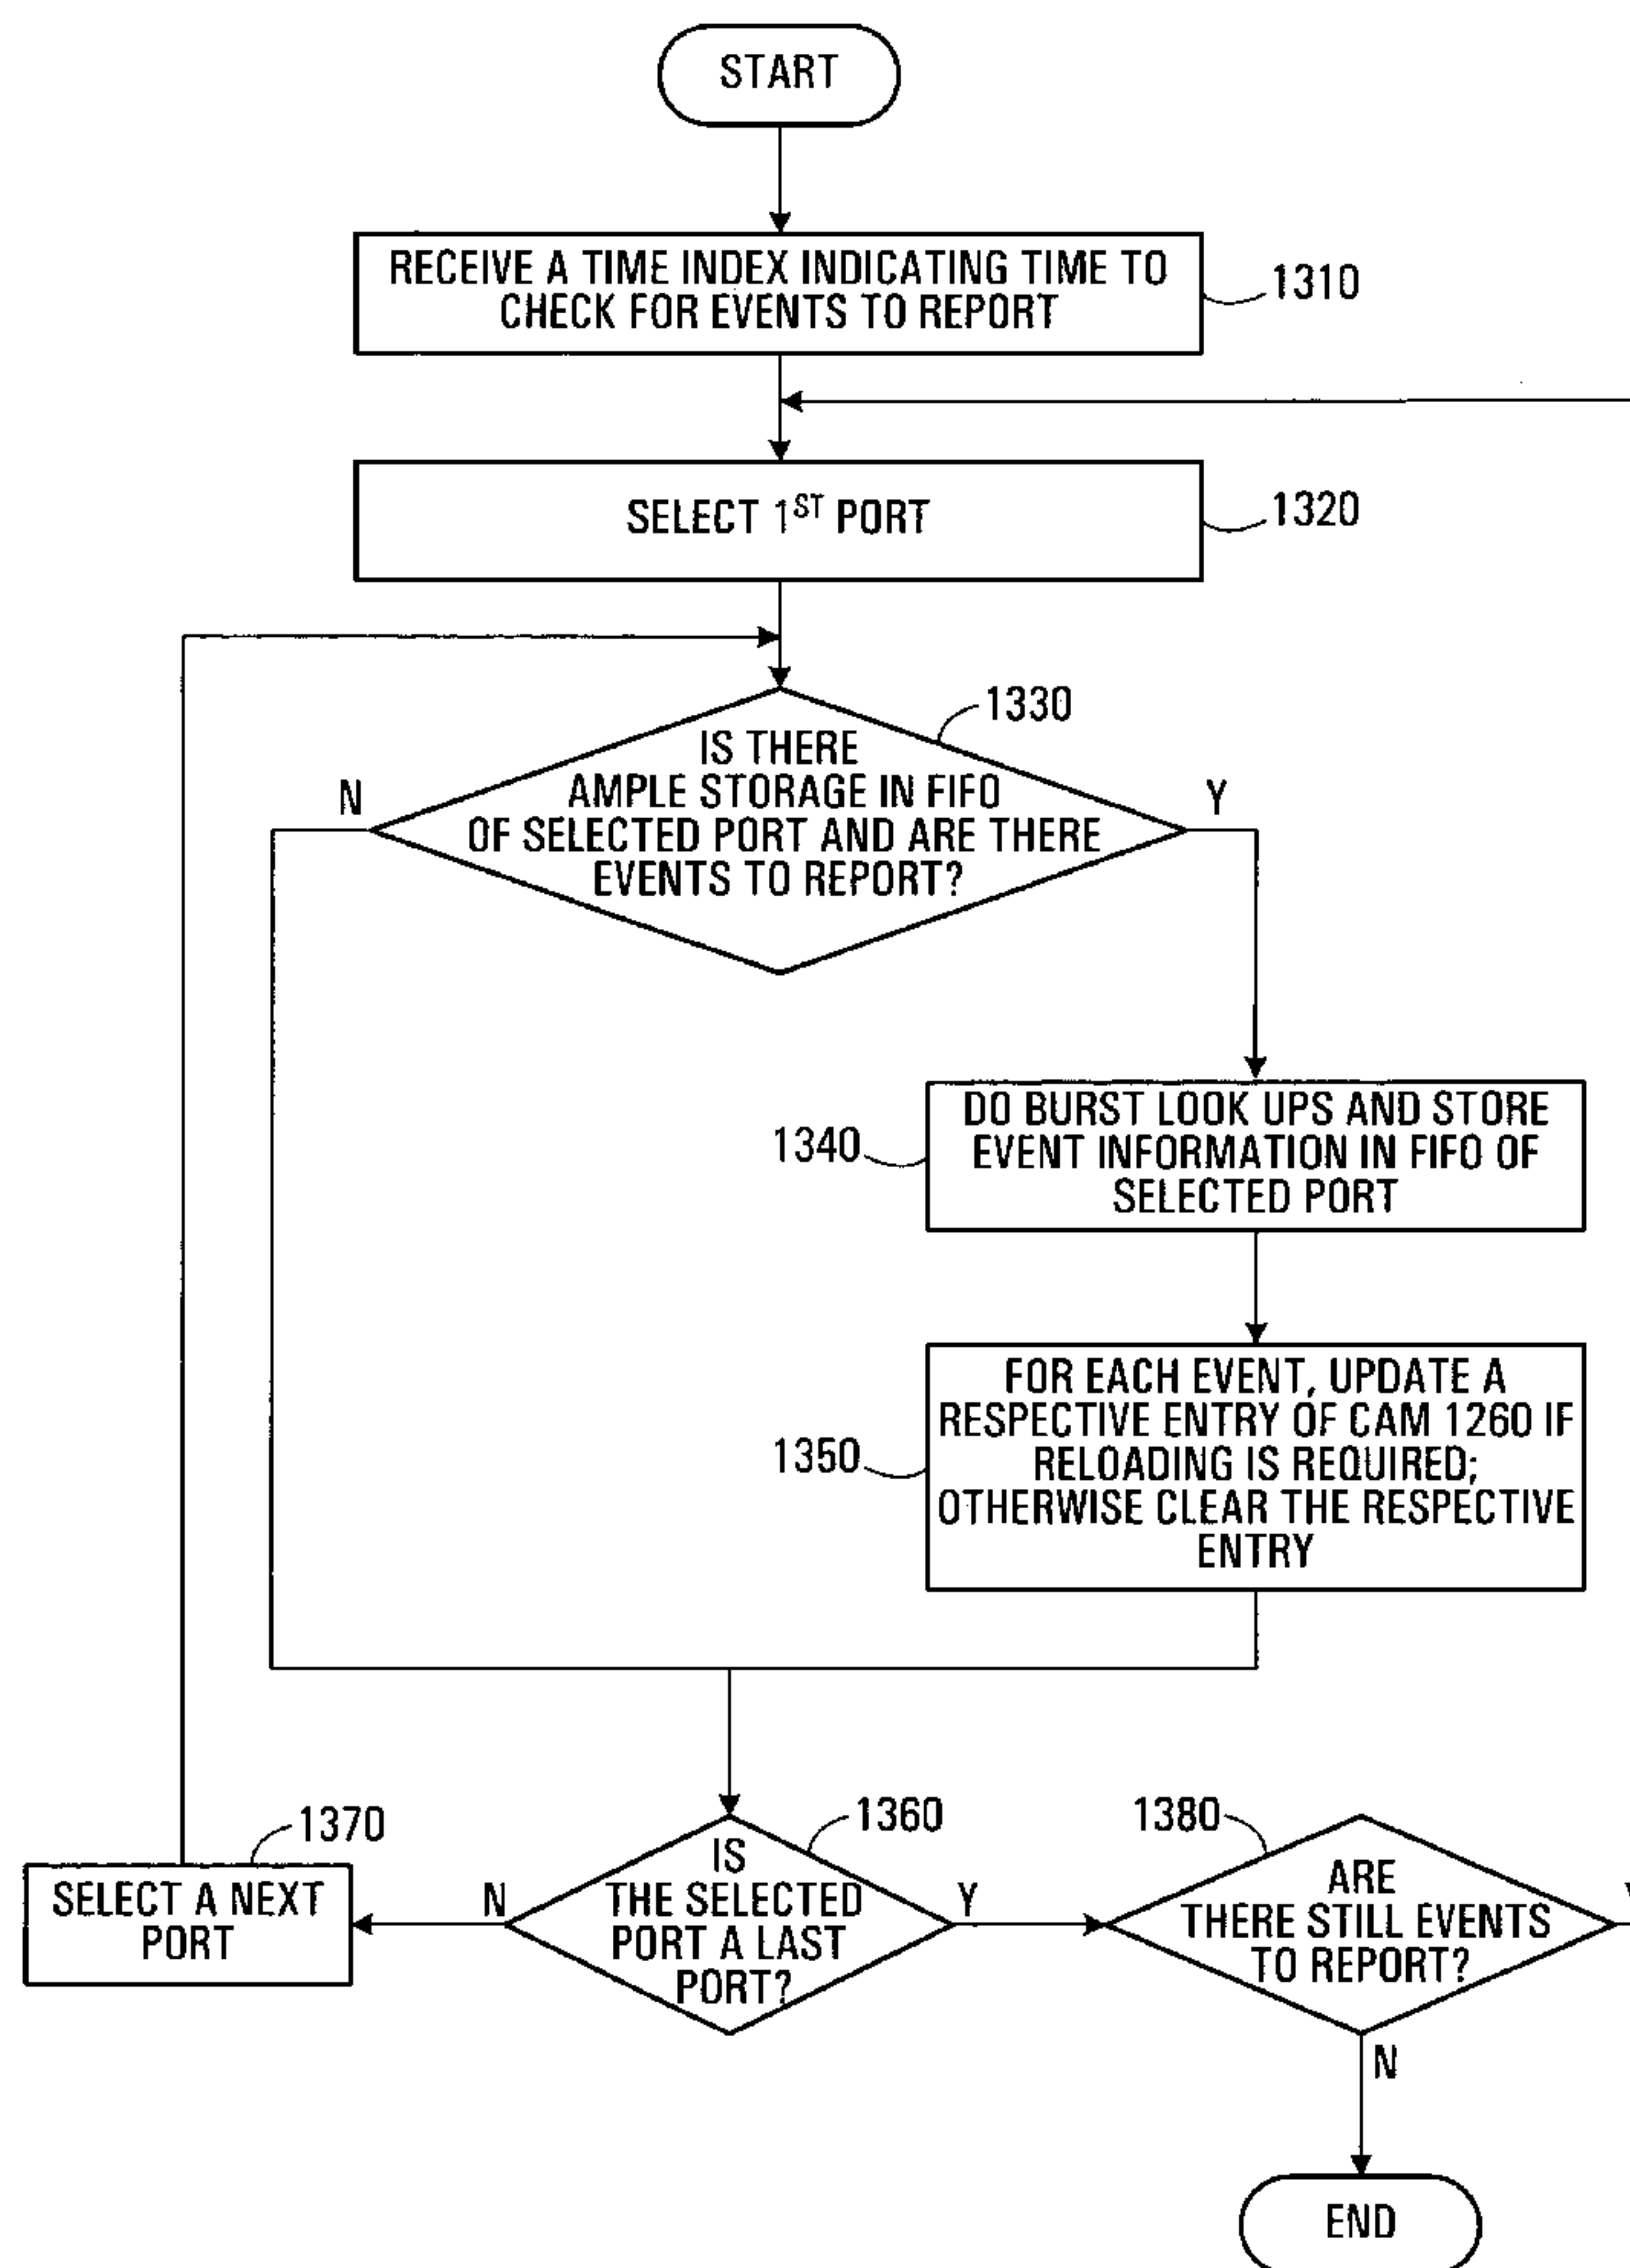 START
RECEIVE A TIME INDEX INDICATING TIME TO
CHECK FOR EVENTS TO REPORT
1310
SELECT 1ST PORT
1320
1330
IS THERE
AMPLE STORAGE IN FIFO
OF SELECTED PORT AND ARE THERE
EVENTS TO REPORT?
N
Y
1340
DO BURST LOOK UPS AND STORE
EVENT INFORMATION IN FIFO OF
SELECTED PORT
1350
FOR EACH EVENT, UPDATE A
RESPECTIVE ENTRY OF CAM 1260 IF
RELOADING IS REQUIRED;
OTHERWISE CLEAR THE RESPECTIVE
ENTRY
1370
SELECT A NEXT
PORT
N
1360
IS
THE SELECTED
PORT A LAST
PORT?
Y
1380
ARE
THERE STILL EVENTS
TO REPORT?
N
END